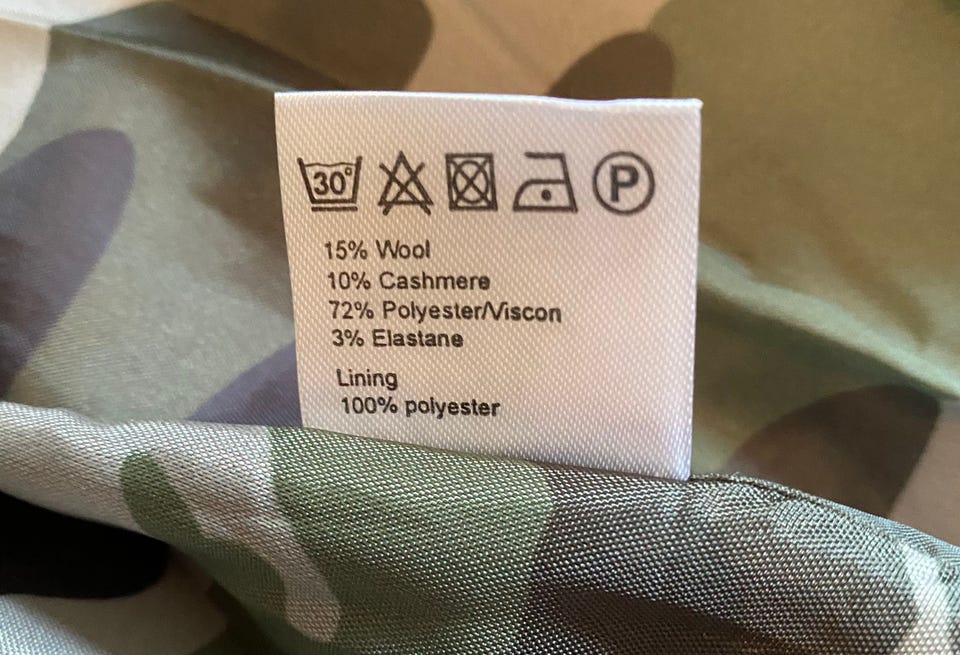 30°
P
15% Wool
10% Cashmere
72% Polyester/Viscon
3% Elastane
Lining
100% polyester